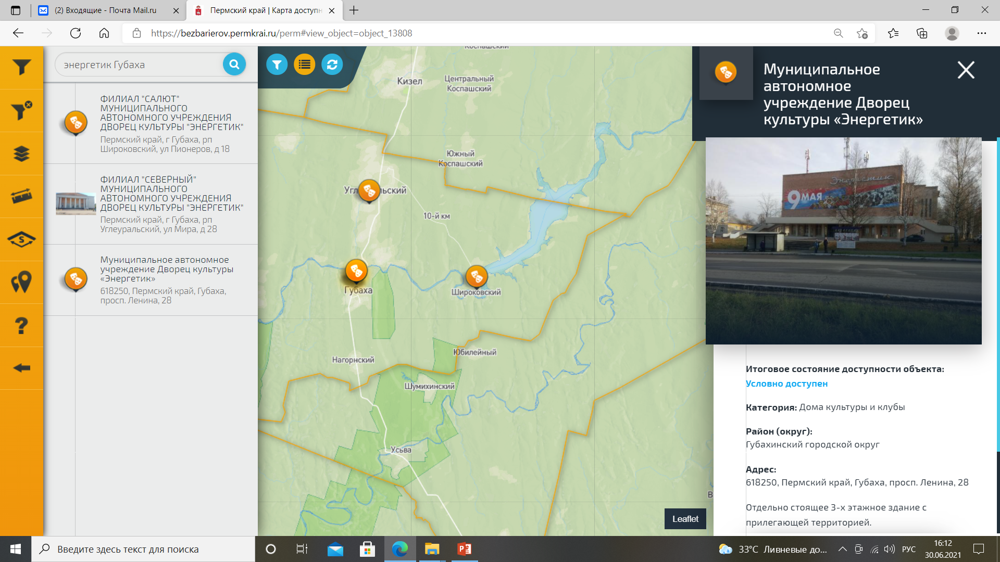 (2) Входящие - Почта Mail.ru
Пермский край | Карта доступн
https://bezbarierov.permkrai.ru/perm#view_object=object_13808
энергетик Губаха
ФИЛИАЛ "САЛЮТ"
МУНИЦИПАЛЬНОГО
АВТОНОМНОГО УЧРЕЖДЕНИЯ
ДВОРЕЦ КУЛЬТУРЫ "ЭНЕРГЕТИК"
Пермский край, г Губаха, рп
Широковский, ул Пионеров, д 18
ФИЛИАЛ "СЕВЕРНЫЙ"
МУНИЦИПАЛЬНОГО
АВТОНОМНОГО УЧРЕЖДЕНИЯ
ДВОРЕЦ КУЛЬТУРЫ "ЭНЕРГЕТИК"
Пермский край, г Губаха, рп
Углеуральский, ул Мира, д 28
Муниципальное автономное
учреждение Дворец культуры
«Энергетик»
618250, Пермский край, Губаха,
просп. Ленина, 28
Коспашский
Кизел
Центральный
Коспашский
Южный
Коспашский
Угл
льский
10-й км
Губаха
Широковский
Юбилейный
Нагорнский
Шумихинский
Усьва
В
Leaflet
Муниципальное
автономное
учреждение Дворец
культуры «Энергетик»
Энергетик
9 МАЯ
Итоговое состояние доступности объекта:
Условно доступен
Категория: Дома культуры и клубы
Район (округ):
Губахинский городской округ
Адрес:
618250, Пермский край, Губаха, просп. Ленина, 28
Отдельно стоящее 3-х этажное здание с
прилегающей территорией.
Введите здесь текст для поиска
33°C Ливневые до...
РУС
16:12
30.06.2021